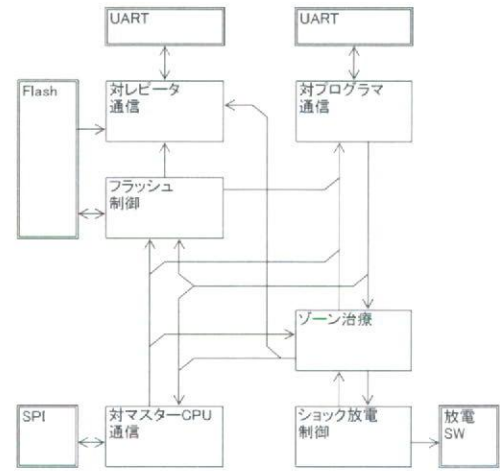 UART
UART
Flash
対レピータ
通信
対プログラマ
通信
フラッシュ
制御
ゾーン治療
SPI
対マスターCPU
通信
ショック放電
制御
放電
SW